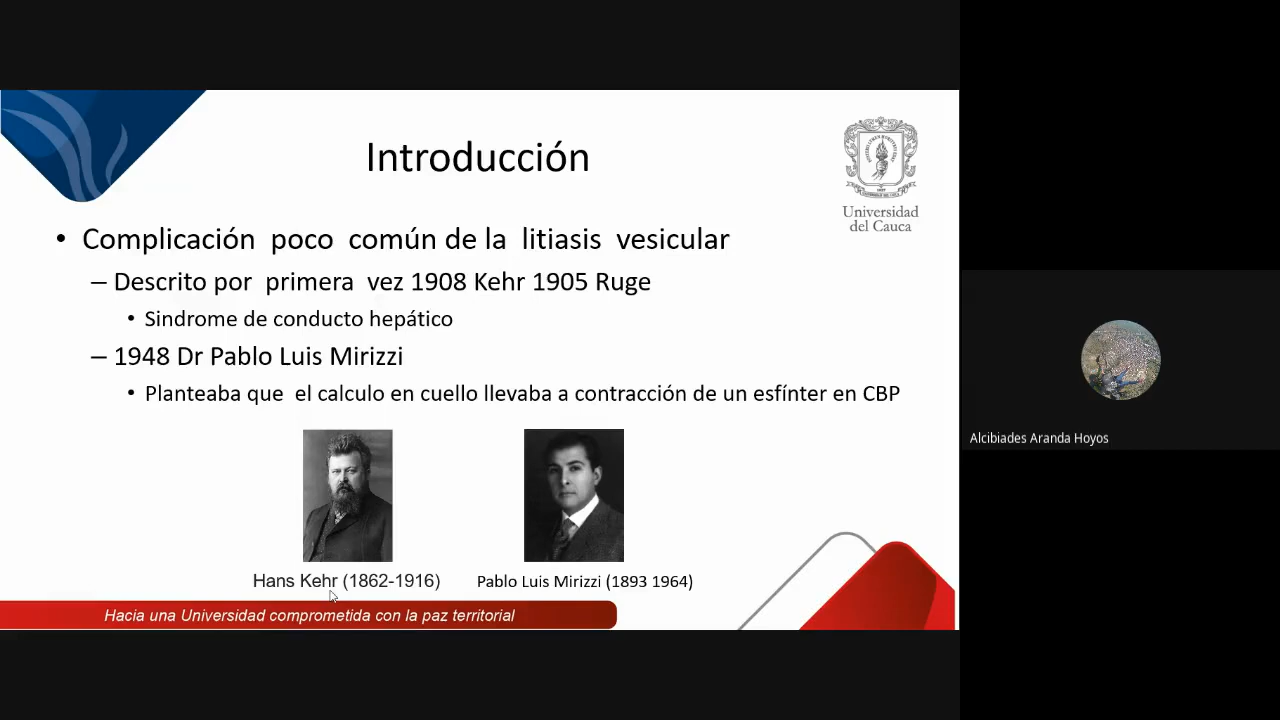 Introducción
Universidad
del Cauca
• Complicación poco común de la litiasis vesicular
– Descrito por primera vez 1908 Kehr 1905 Ruge
• Sindrome de conducto hepático
– 1948 Dr Pablo Luis Mirizzi
• Planteaba que el calculo en cuello llevaba a contracción de un esfínter en CBP
Hans Kehr (1862-1916)
Pablo Luis Mirizzi (1893 1964)
Hacia una Universidad comprometida con la paz territorial
Alcibiades Aranda Hoyos